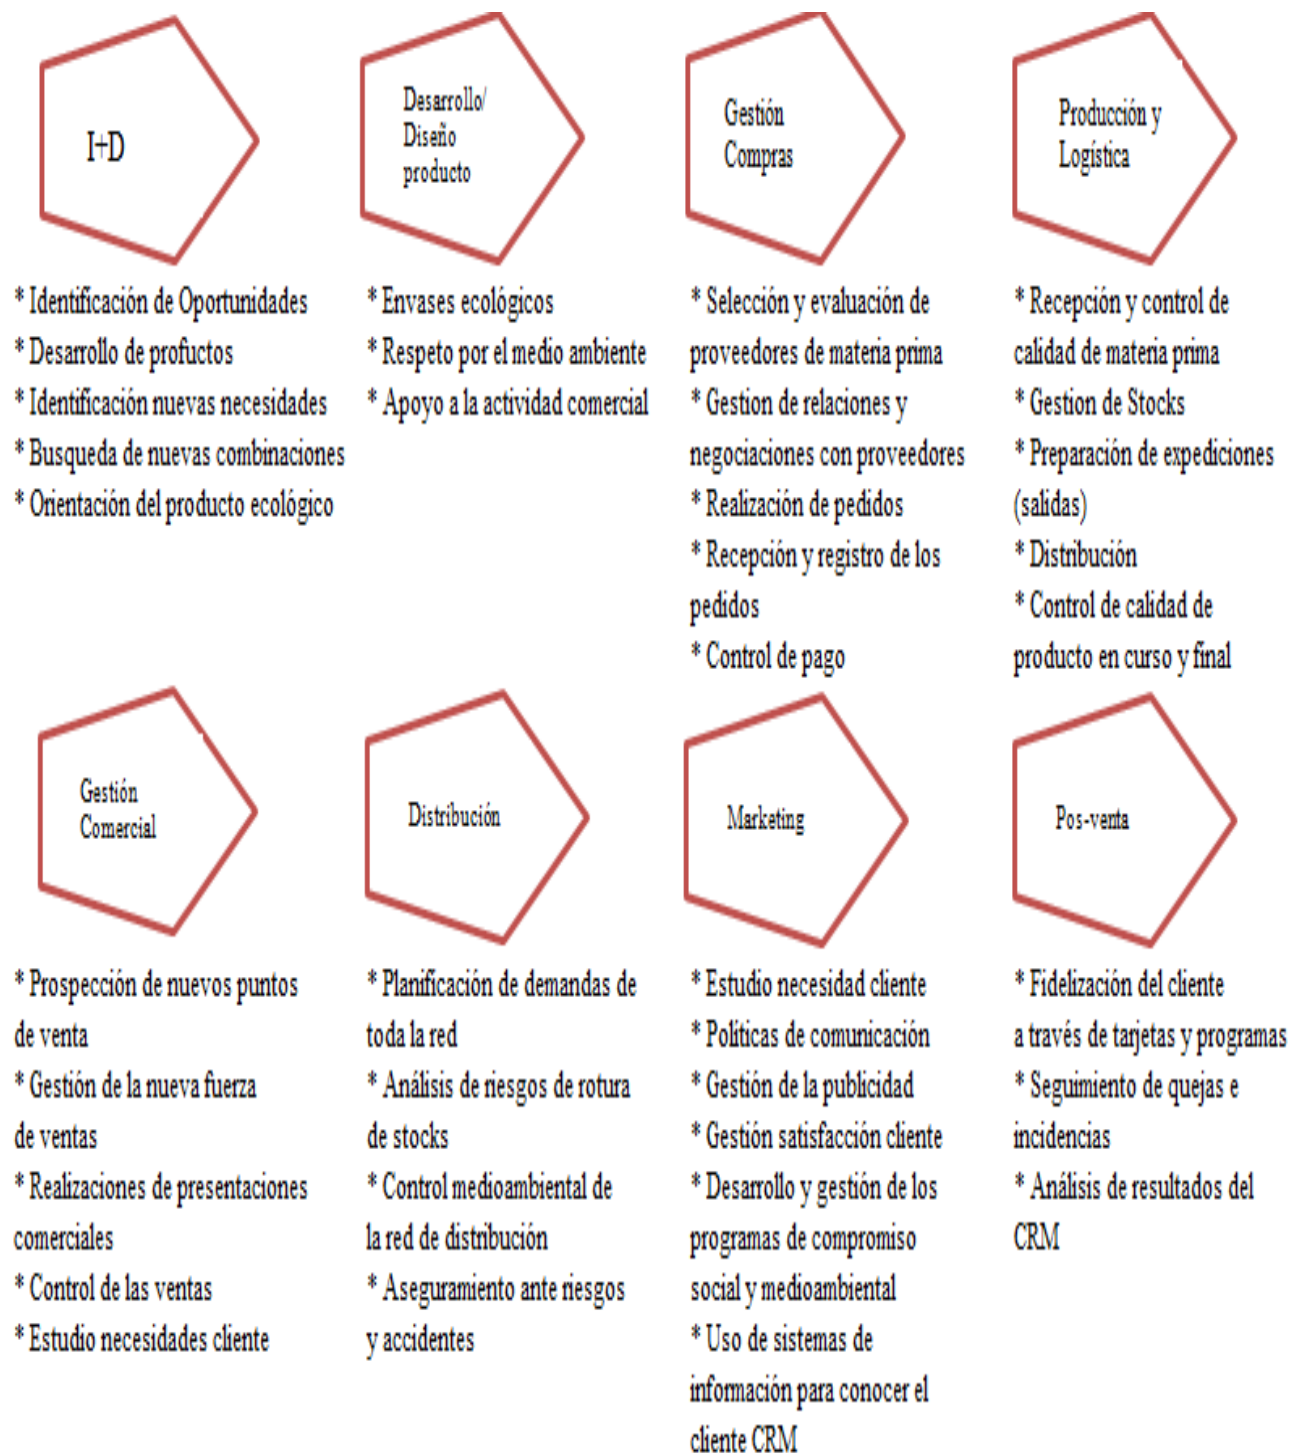 I+D
* Identificación de Oportunidades
* Desarrollo de profuctos
* Identificación nuevas necesidades
* Busqueda de nuevas combinaciones
* Orientación del producto ecológico
Desarrollo/
Diseño
producto
* Envases ecológicos
* Respeto por el medio ambiente
* Apoyo a la actividad comercial
Gestión
Compras
* Selección y evaluación de
proveedores de materia prima
* Gestion de relaciones y
negociaciones con proveedores
* Realización de pedidos
* Recepción y registro de los
pedidos
* Control de pago
Producción y
Logística
* Recepción y control de
calidad de materia prima
* Gestion de Stocks
* Preparación de expediciones
(salidas)
* Distribución
* Control de calidad de
producto en curso y final
Gestión
Comercial
* Prospección de nuevos puntos
de venta
* Gestión de la nueva fuerza
de ventas
* Realizaciones de presentaciones
comerciales
* Control de las ventas
* Estudio necesidades cliente
Distribución
* Planificación de demandas de
toda la red
* Análisis de riesgos de rotura
de stocks
* Control medioambiental de
la red de distribución
* Aseguramiento ante riesgos
y accidentes
Marketing
* Estudio necesidad cliente
* Políticas de comunicación
* Gestión de la publicidad
* Gestión satisfacción cliente
* Desarrollo y gestión de los
programas de compromiso
social y medioambiental
* Uso de sistemas de
información para conocer el
cliente CRM
Pos-venta
* Fidelización del cliente
a través de tarjetas y programas
* Seguimiento de quejas e
incidencias
* Análisis de resultados del
CRM